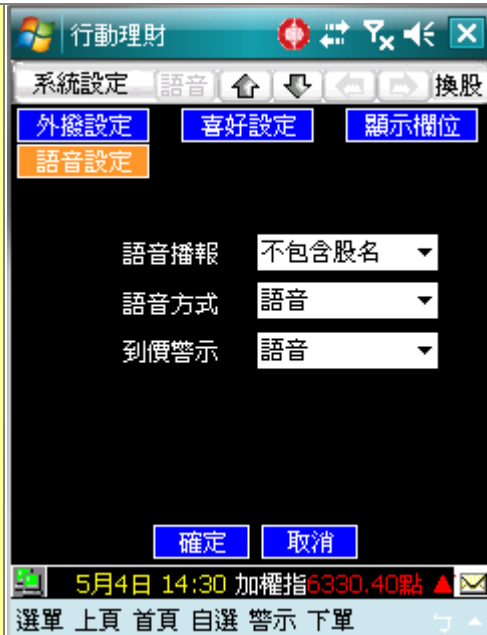 行動理財
系統設定 語音 換股
外撥設定 喜好設定 顯示欄位
語音設定
語音播報 不包含股名
語音方式 語音
到價警示 語音
確定 取消
5月4日 14:30 加權指6330.40點 ▲
選單 上頁 首頁 自選 警示 下單 ㄅ